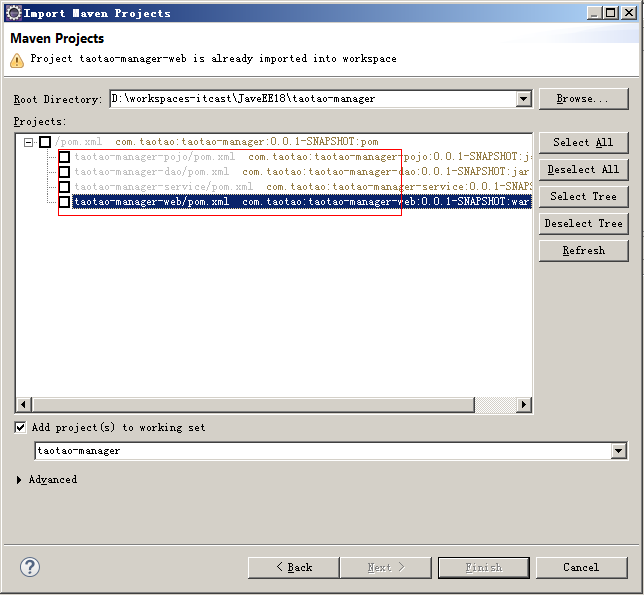 Import Maven Projects
Maven Projects
Project taotao-manager-web is already imported into workspace
Root Directory: D:\workspaces-itcast\JaveEE18\taotao-manager Browse...
Projects:
/pom.xml com.taotao:taotao-manager:0.0.1-SNAPSHOT:pom
taotao-manager-pojo/pom.xml com.taotao:taotao-manager-pojo:0.0.1-SNAPSHOT:j
taotao-manager-dao/pom.xml com.taotao:taotao-manager-dao:0.0.1-SNAPSHOT:jar
taotao-manager-service/pom.xml com.taotao:taotao-manager-service:0.0.1-SNAPS
taotao-manager-web/pom.xml com.taotao:taotao-manager-web:0.0.1-SNAPSHOT:war
Select All
Deselect All
Select Tree
Deselect Tree
Refresh
Add project(s) to working set
taotao-manager
Advanced
? < Back Next > Finish Cancel